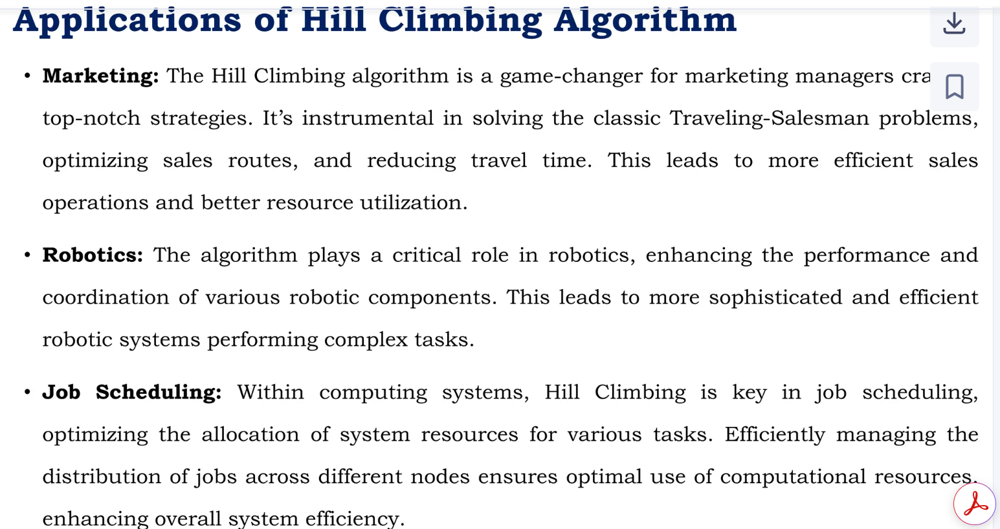 Applications of Hill Climbing Algorithm
• Marketing: The Hill Climbing algorithm is a game-changer for marketing managers
top-notch strategies. It’s instrumental in solving the classic Traveling-Salesman problems,
optimizing sales routes, and reducing travel time. This leads to more efficient sales
operations and better resource utilization.
• Robotics: The algorithm plays a critical role in robotics, enhancing the performance and
coordination of various robotic components. This leads to more sophisticated and efficient
robotic systems performing complex tasks.
• Job Scheduling: Within computing systems, Hill Climbing is key in job scheduling,
optimizing the allocation of system resources for various tasks. Efficiently managing the
distribution of jobs across different nodes ensures optimal use of computational resources,
enhancing overall system efficiency.